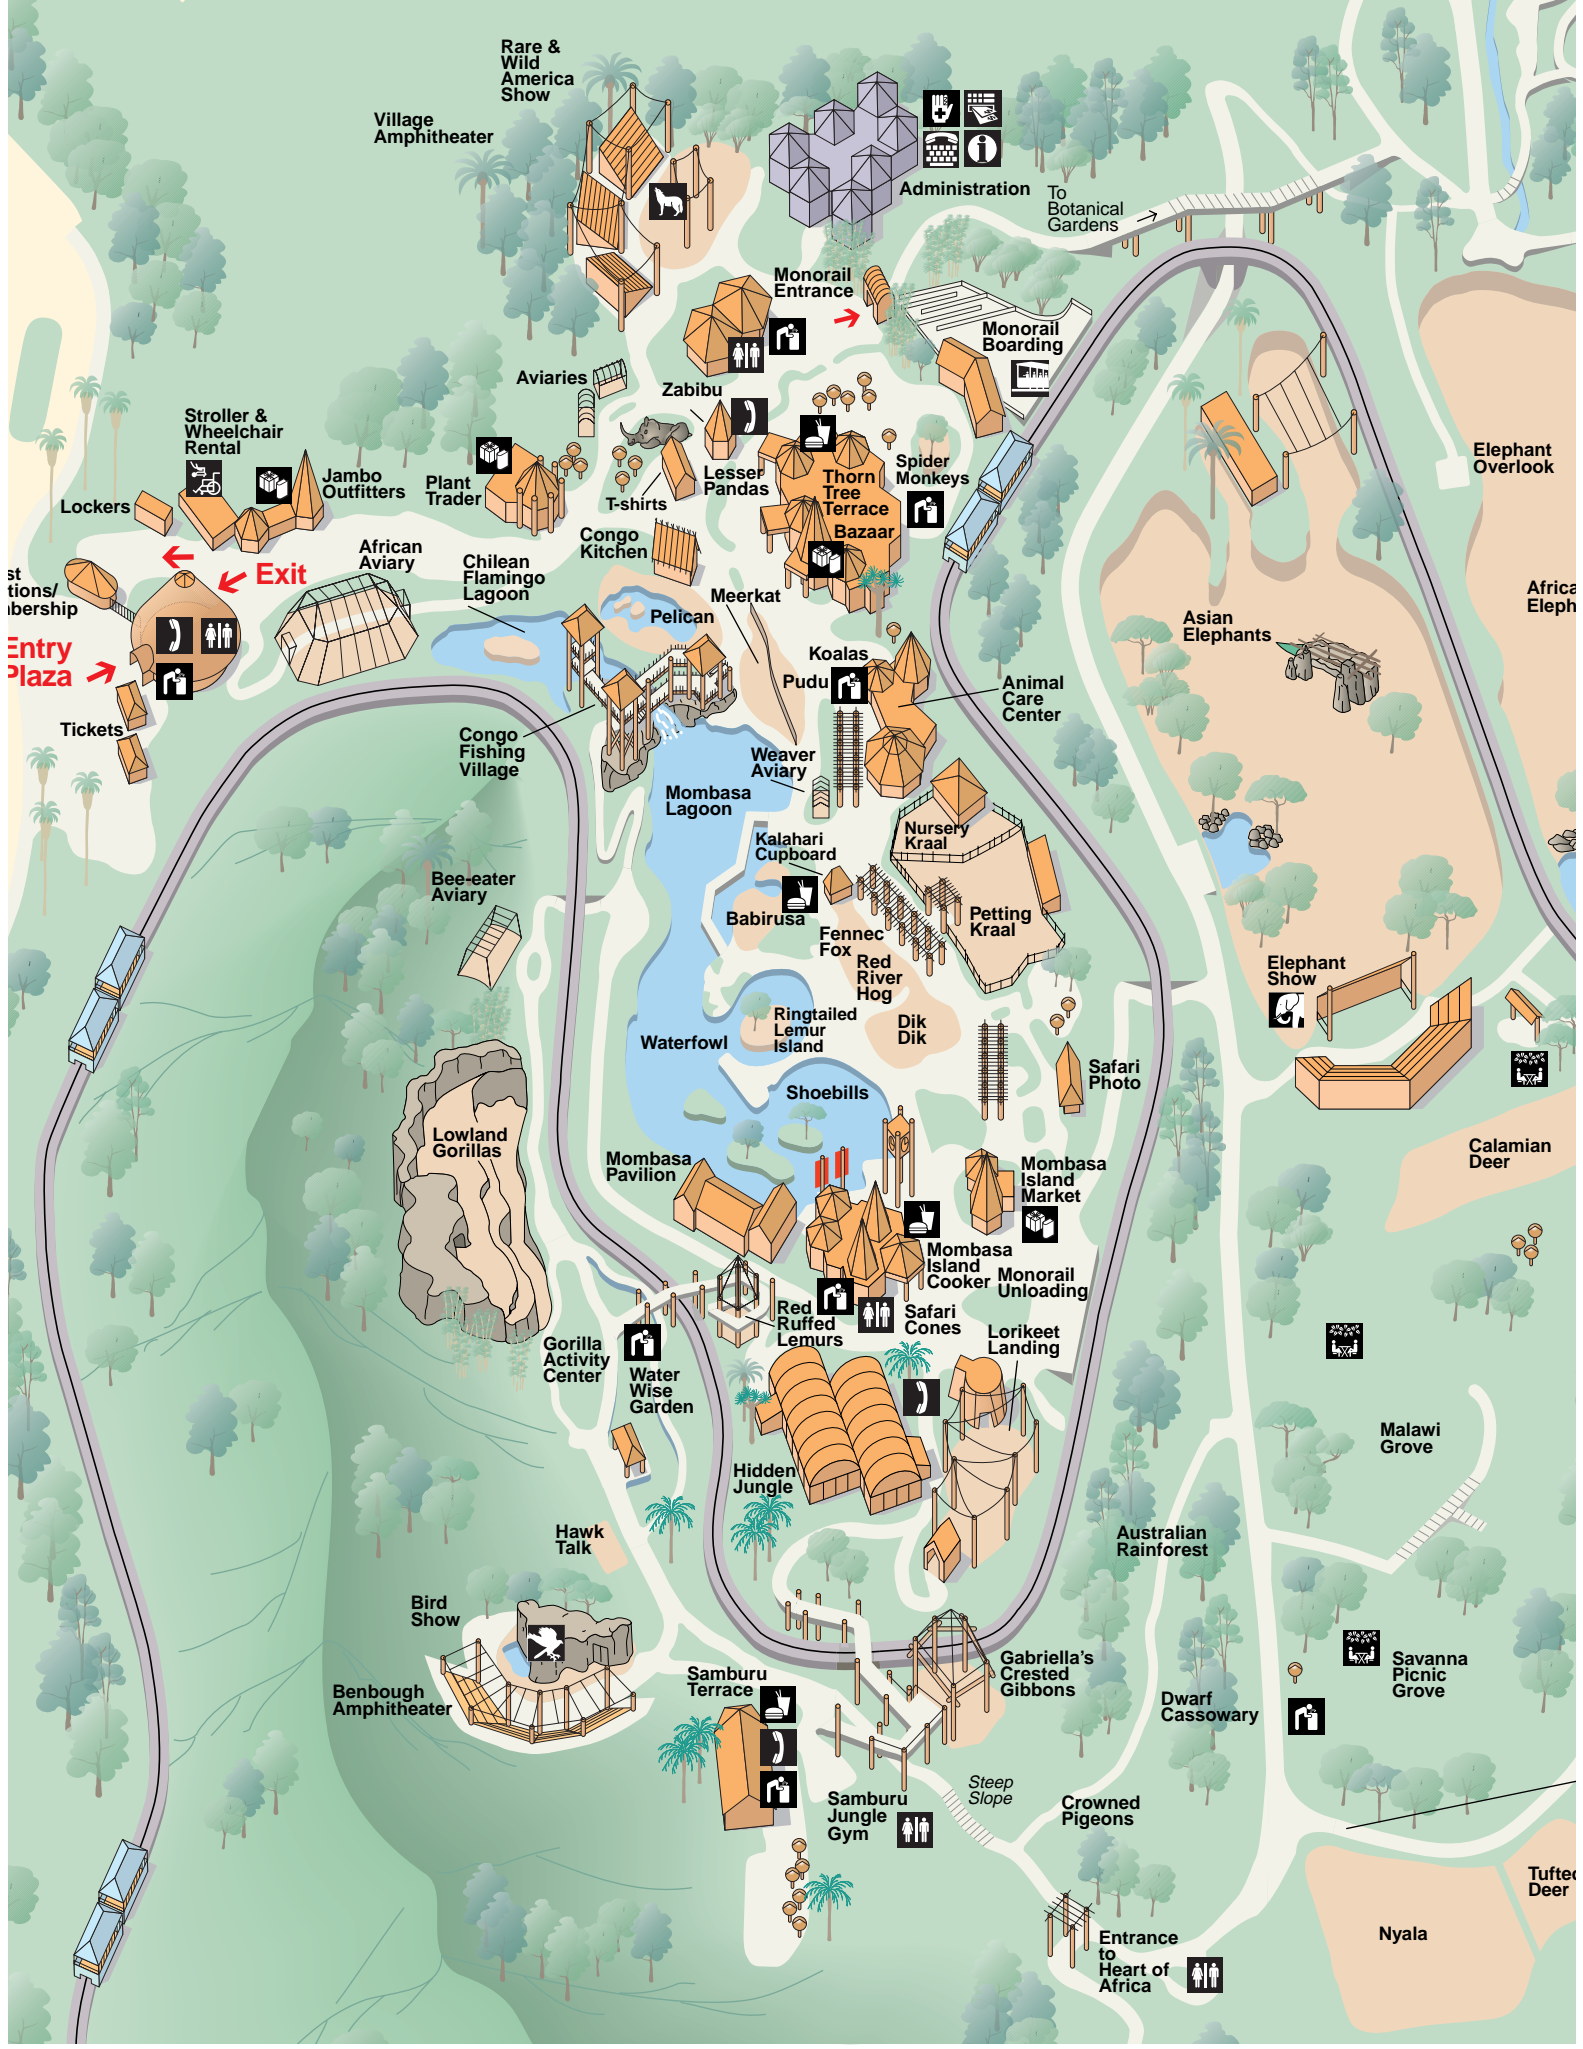 Rare &
Wild
America
Show
Village
Amphitheater
Administration
To
Botanical
Gardens
Monorail
Entrance
Monorail
Boarding
Aviaries
Zabibu
Stroller &
Wheelchair
Rental
Jambo
Outfitters
Lockers
Plant
Trader
T-shirts
Lesser
Pandas
Thorn
Tree
Terrace
Bazaar
Spider
Monkeys
Elephant
Overlook
Congo
Kitchen
African
Aviary
Chilean
Flamingo
Lagoon
Exit
st
tions/
bership
Entry
Plaza
Tickets
Pelican
Meerkat
Koalas
Pudu
Animal
Care
Center
Asian
Elephants
Africa
Eleph
Congo
Fishing
Village
Weaver
Aviary
Mombasa
Lagoon
Nursery
Kraal
Kalahari
Cupboard
Bee-eater
Aviary
Babirusa
Fennec
Fox
Petting
Kraal
Red
River
Hog
Elephant
Show
Ringtailed
Lemur
Island
Dik
Dik
Waterfowl
Safari
Photo
Shoebills
Lowland
Gorillas
Mombasa
Pavilion
Mombasa
Island
Market
Calamian
Deer
Mombasa
Island
Cooker
Monorail
Unloading
Red
Ruffed
Lemurs
Safari
Cones
Lorikeet
Landing
Gorilla
Activity
Center
Water
Wise
Garden
Malawi
Grove
Hidden
Jungle
Hawk
Talk
Australian
Rainforest
Bird
Show
Benbough
Amphitheater
Samburu
Terrace
Gabriella's
Crested
Gibbons
Savanna
Picnic
Grove
Dwarf
Cassowary
Steep
Slope
Samburu
Jungle
Gym
Crowned
Pigeons
Tufted
Deer
Nyala
Entrance
to
Heart of
Africa